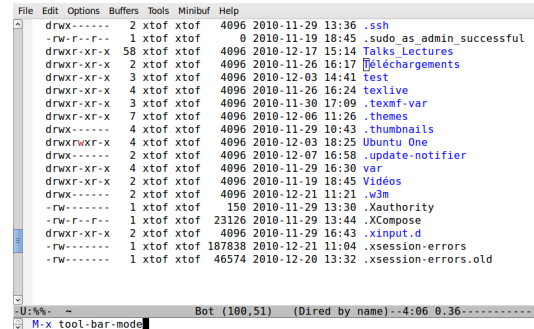 File Edit Options Buffers Tools Minibuf Help
drwx------ 2 xtof xtof 4096 2010-11-29 13:36 .ssh
-rw-r--r-- 1 xtof xtof 0 2010-11-19 18:45 .sudo_as_admin_successful
drwxr-xr-x 58 xtof xtof 4096 2010-12-17 15:14 Talks_Lectures
drwxr-xr-x 2 xtof xtof 4096 2010-11-26 16:17 Téléchargements
drwxr-xr-x 3 xtof xtof 4096 2010-12-03 14:41 test
drwxr-xr-x 4 xtof xtof 4096 2010-11-26 16:24 texlive
drwxr-xr-x 3 xtof xtof 4096 2010-11-30 17:09 .texmf-var
drwxr-xr-x 7 xtof xtof 4096 2010-12-06 11:26 .themes
drwx------ 4 xtof xtof 4096 2010-11-29 10:43 .thumbnails
drwxrwxr-x 4 xtof xtof 4096 2010-12-03 18:25 Ubuntu One
drwx------ 2 xtof xtof 4096 2010-12-07 16:58 .update-notifier
drwxr-xr-x 4 xtof xtof 4096 2010-11-29 16:30 var
drwxr-xr-x 2 xtof xtof 4096 2010-11-19 18:45 Vidéos
drwx------ 2 xtof xtof 4096 2010-12-21 11:21 .w3m
-rw------- 1 xtof xtof 150 2010-11-29 13:30 .Xauthority
-rw-r--r-- 1 xtof xtof 23126 2010-11-29 13:44 .XCompose
drwxr-xr-x 2 xtof xtof 4096 2010-11-29 16:43 .xinput.d
-rw------- 1 xtof xtof 187838 2010-12-21 11:04 .xsession-errors
-rw------- 1 xtof xtof 46574 2010-12-20 13:32 .xsession-errors.old
-U:%%- ~ Bot (100,51) (Dired by name)--4:06 0.36-----------
M-x tool-bar-mode